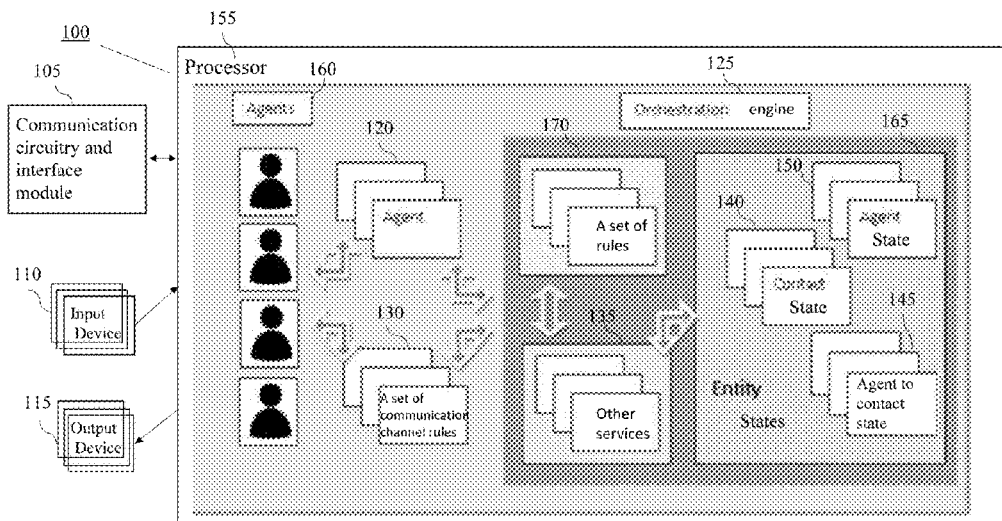 100
155
Processor
105
Communication
circuitry and
interface
module
160
Agents
125
Orchestration engine
120
Agent
170
A set of
rules
165
150
Agent
State
140
Contact
State
110
Input
Device
130
A set of
communication
channel rules
135
Other
services
145
Entity
States
Agent to
contact
state
115
Output
Device